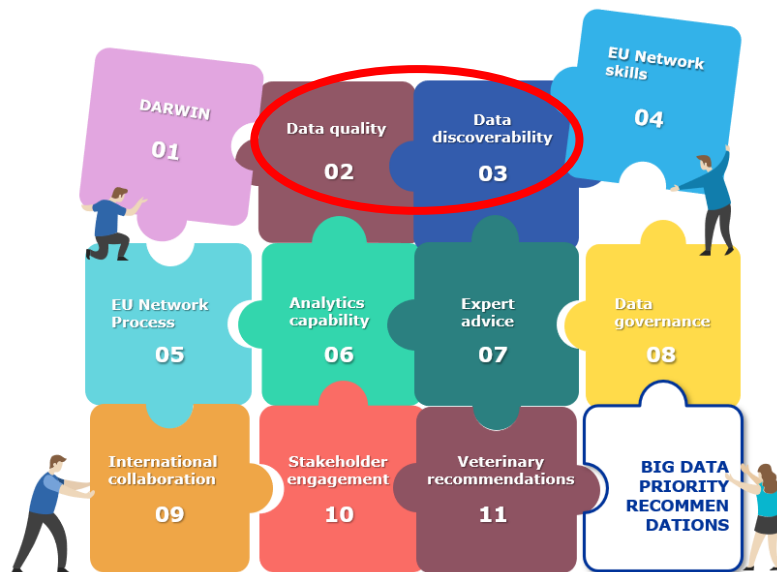 DARWIN
01
Data quality
02
Data
discoverability
03
EU Network
skills
04
EU Network
Process
05
Analytics
capability
06
Expert
advice
07
Data
governance
08
International
collaboration
09
Stakeholder
engagement
10
Veterinary
recommendations
11
BIG DATA
PRIORITY
RECOMMEN
DATIONS